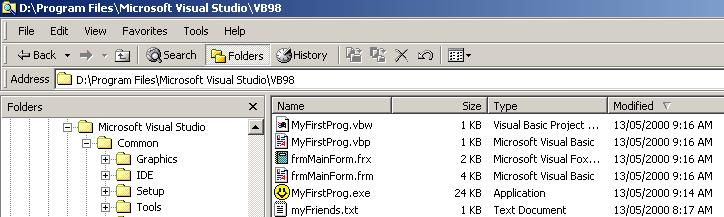 D:\Program Files\Microsoft Visual Studio\VB98
File Edit View Favorites Tools Help
Back Search Folders History
Address D:\Program Files\Microsoft Visual Studio\VB98
Folders
Microsoft Visual Studio
Common
Graphics
IDE
Setup
Tools
Name Size Type Modified
MyFirstProg.vbw 1 KB Visual Basic Project ... 13/05/2000 9:16 AM
MyFirstProg.vbp 1 KB Microsoft Visual Basic 13/05/2000 9:16 AM
frmMainForm.frx 2 KB Microsoft Visual Fox... 13/05/2000 9:16 AM
frmMainForm.frm 4 KB Microsoft Visual Basic 13/05/2000 9:16 AM
MyFirstProg.exe 24 KB Application 13/05/2000 9:14 AM
myFriends.txt 1 KB Text Document 13/05/2000 8:17 AM